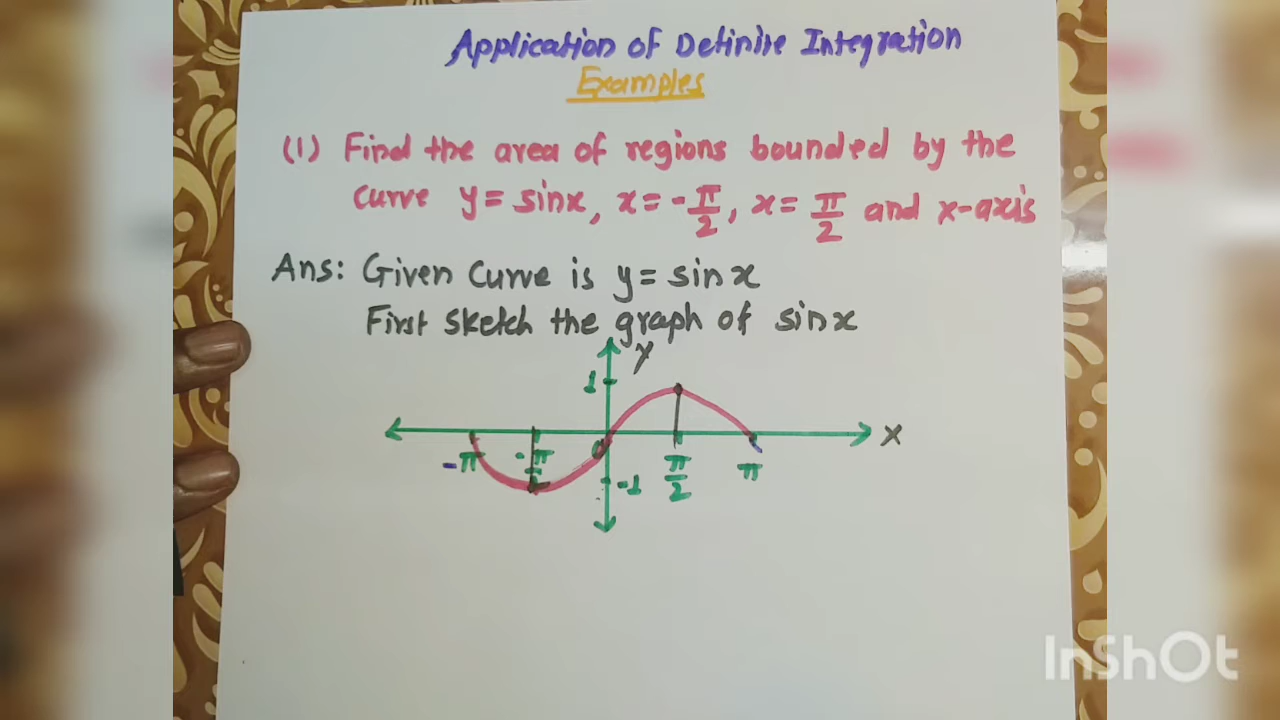 Application of Definite Integration
Examples
(1) Find the area of regions bounded by the
curve y = sinx, x = -π/2, x = π/2 and x-axis
Ans: Given Curve is y = sin x
First sketch the graph of sin x
Y
1
X
-π
-π/2
0
-1
π/2
π
InShOt